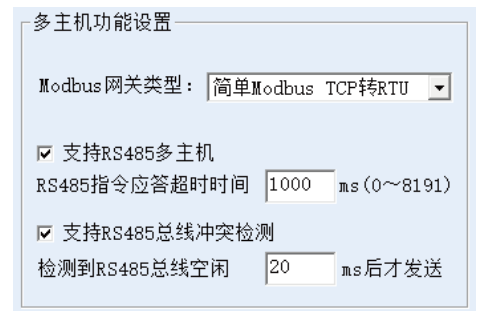 多主机功能设置
Modbus网关类型: 简单Modbus TCP转RTU
支持RS485多主机
RS485指令应答超时时间 1000 ms(0～8191)
支持RS485总线冲突检测
检测到RS485总线空闲 20 ms后才发送